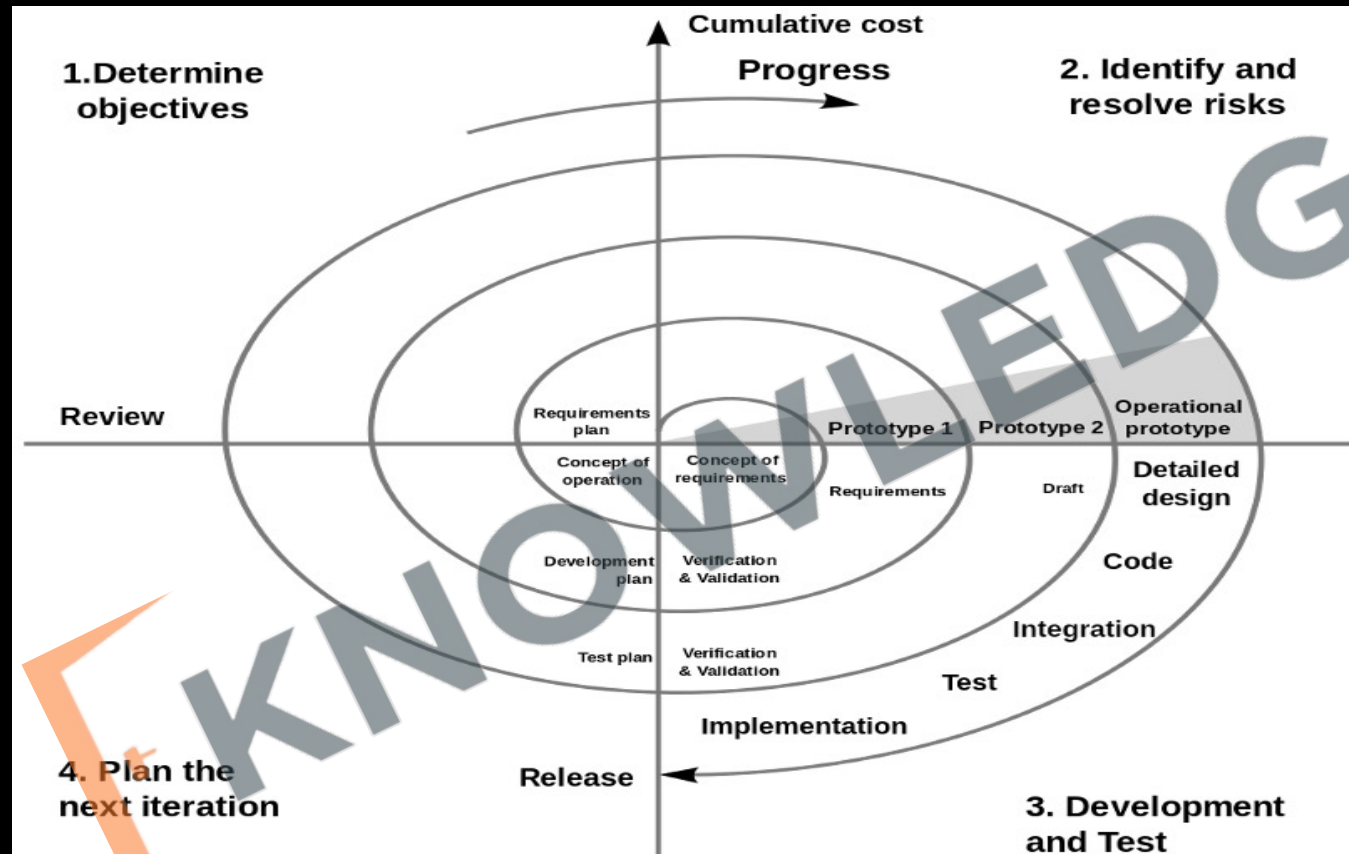 Cumulative cost
Progress
1.Determine
objectives
2. Identify and
resolve risks
Review
Requirements
plan
Concept of
operation
Concept of
requirements
Prototype 1
Prototype 2
Operational
prototype
Requirements
Draft
Detailed
design
Development
plan
Verification
& Validation
Code
Integration
Test plan
Verification
& Validation
Test
Implementation
Release
4. Plan the
next iteration
3. Development
and Test
KNOWLEDG